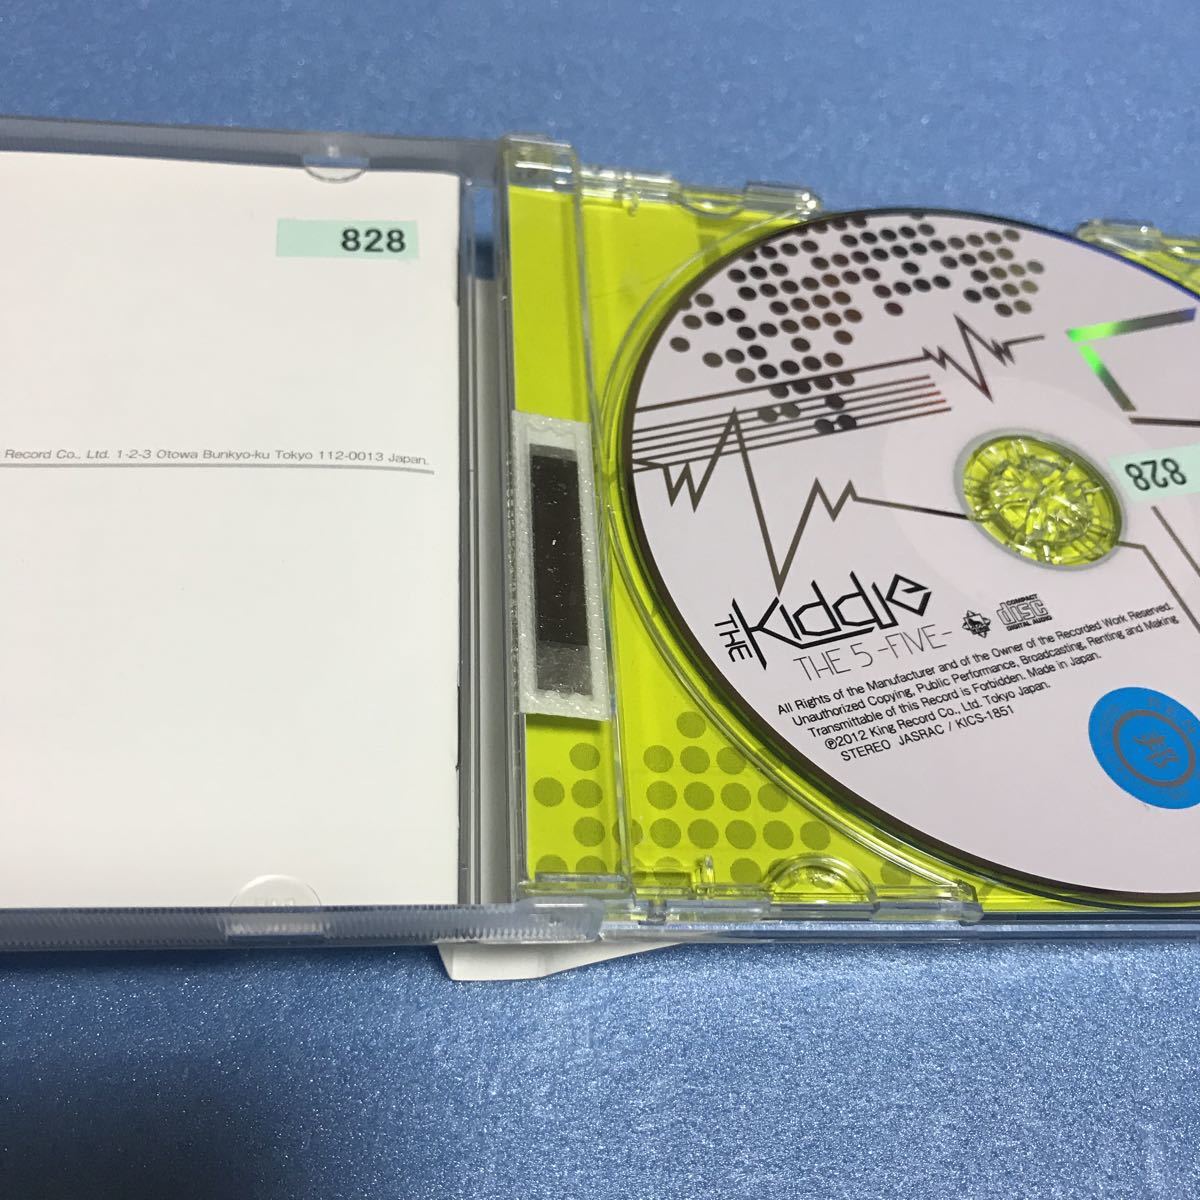 828
Record Co., Ltd. 1-2-3 Otowa Bunkyo-ku Tokyo 112-0013 Japan.
828
THE Kiddie
THE 5 -FIVE-
COMPACT
disc
DIGITAL AUDIO
All Rights of the Manufacturer and of the Owner of the Recorded Work Reserved.
Unauthorized Copying, Public Performance, Broadcasting, Renting and Making
Transmittable of this Record is Forbidden. Made in Japan.
℗2012 King Record Co., Ltd. Tokyo Japan.
STEREO JASRAC / KICS-1851